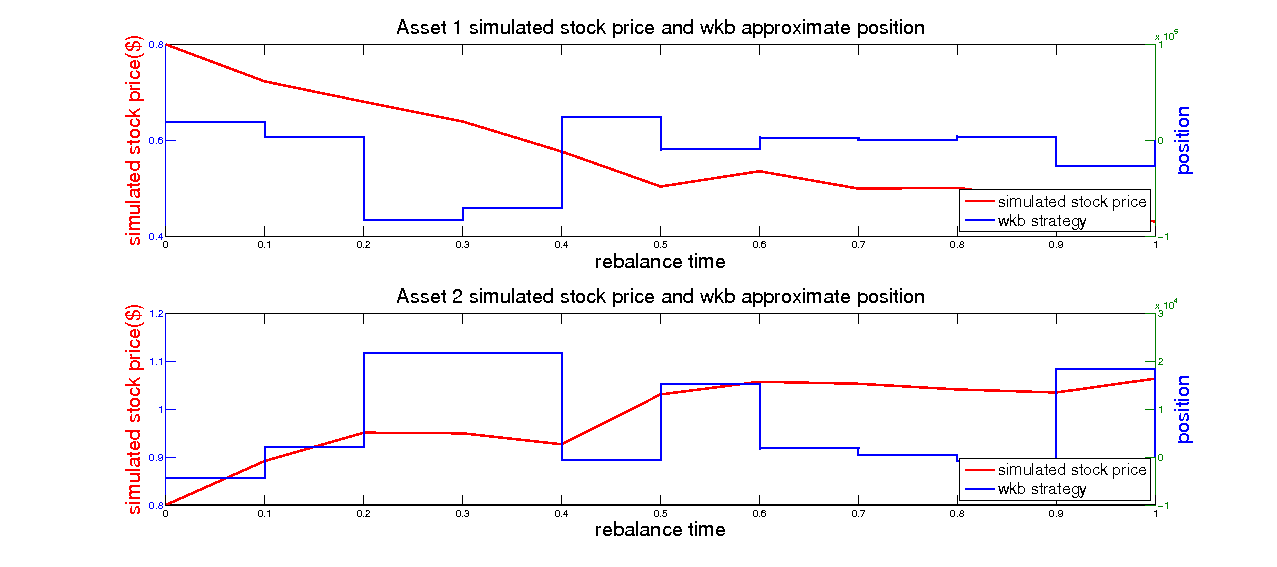 Asset 1 simulated stock price and wkb approximate position
x 10^5
simulated stock price($)
position
0.8
0.6
0.4
1
0
−1
0 0.1 0.2 0.3 0.4 0.5 0.6 0.7 0.8 0.9 1
rebalance time
simulated stock price
wkb strategy
Asset 2 simulated stock price and wkb approximate position
x 10^4
simulated stock price($)
position
1.2
1.1
1
0.9
0.8
3
2
1
0
−1
0 0.1 0.2 0.3 0.4 0.5 0.6 0.7 0.8 0.9 1
rebalance time
simulated stock price
wkb strategy